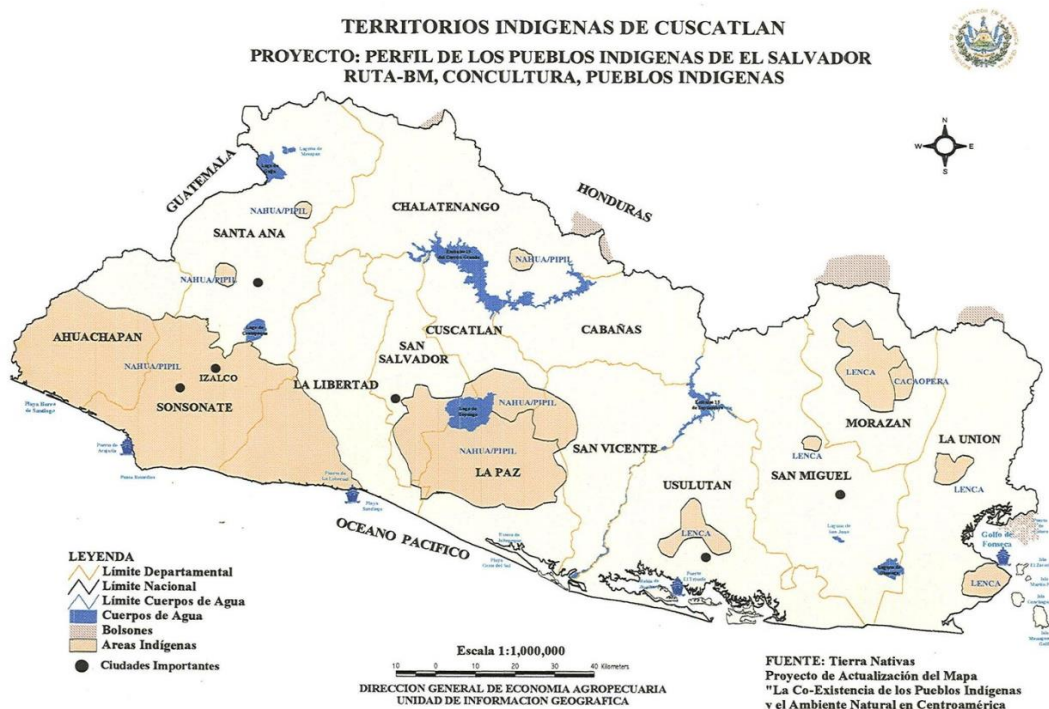 TERRITORIOS INDIGENAS DE CUSCATLAN
PROYECTO: PERFIL DE LOS PUEBLOS INDIGENAS DE EL SALVADOR
RUTA-BM, CONCULTURA, PUEBLOS INDIGENAS
N
W
E
S
GUATEMALA
HONDURAS
NAHUA/PIPIL
SANTA ANA
CHALATENANGO
NAHUA/PIPIL
NAHUA/PIPIL
AHUACHAPAN
CUSCATLAN
CABAÑAS
SAN
SALVADOR
NAHUA/PIPIL
IZALCO
SONSONATE
LA LIBERTAD
NAHUA/PIPIL
NAHUA/PIPIL
LA PAZ
SAN VICENTE
LENCA
CACAOPERA
MORAZAN
LENCA
SAN MIGUEL
LA UNION
LENCA
USULUTAN
LENCA
Golfo de
Fonseca
LENCA
OCEANO PACIFICO
LEYENDA
Límite Departamental
Límite Nacional
Límite Cuerpos de Agua
Cuerpos de Agua
Bolsones
Areas Indígenas
Ciudades Importantes
Escala 1:1,000,000
10 0 10 20 30 40 Kilometers
DIRECCION GENERAL DE ECONOMIA AGROPECUARIA
UNIDAD DE INFORMACION GEOGRAFICA
FUENTE: Tierra Nativas
Proyecto de Actualización del Mapa
"La Co-Existencia de los Pueblos Indígenas
y el Ambiente Natural en Centroamérica